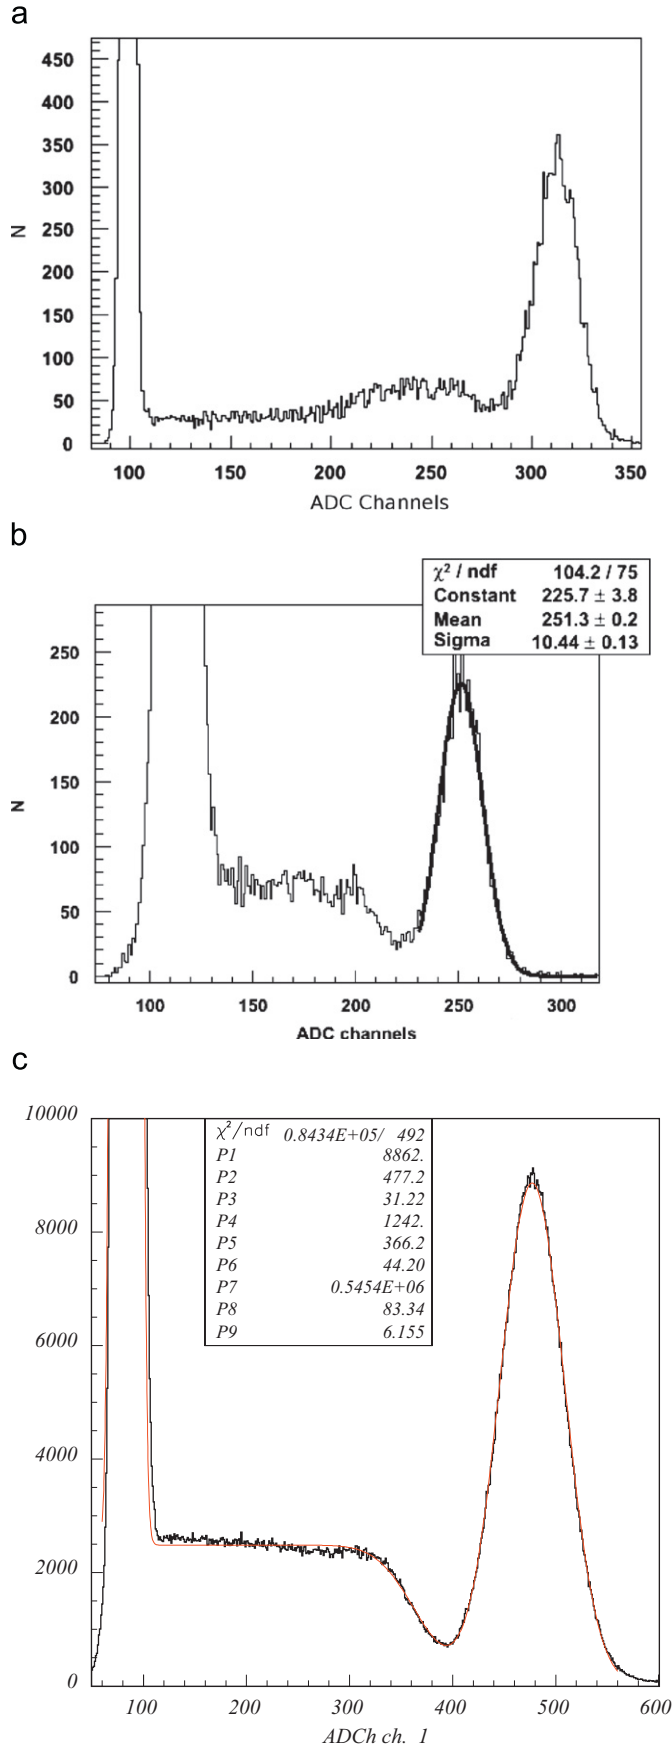 a
450
400
350
300
250
200
150
100
50
0
N
100 150 200 250 300 350
ADC Channels
b
χ² / ndf 104.2 / 75
Constant 225.7 ± 3.8
Mean 251.3 ± 0.2
Sigma 10.44 ± 0.13
250
200
150
100
50
0
N
100 150 200 250 300
ADC channels
c
10000
8000
6000
4000
2000
0
χ²/ndf 0.8434E+05/ 492
P1 8862.
P2 477.2
P3 31.22
P4 1242.
P5 366.2
P6 44.20
P7 0.5454E+06
P8 83.34
P9 6.155
100 200 300 400 500 600
ADCh ch. 1